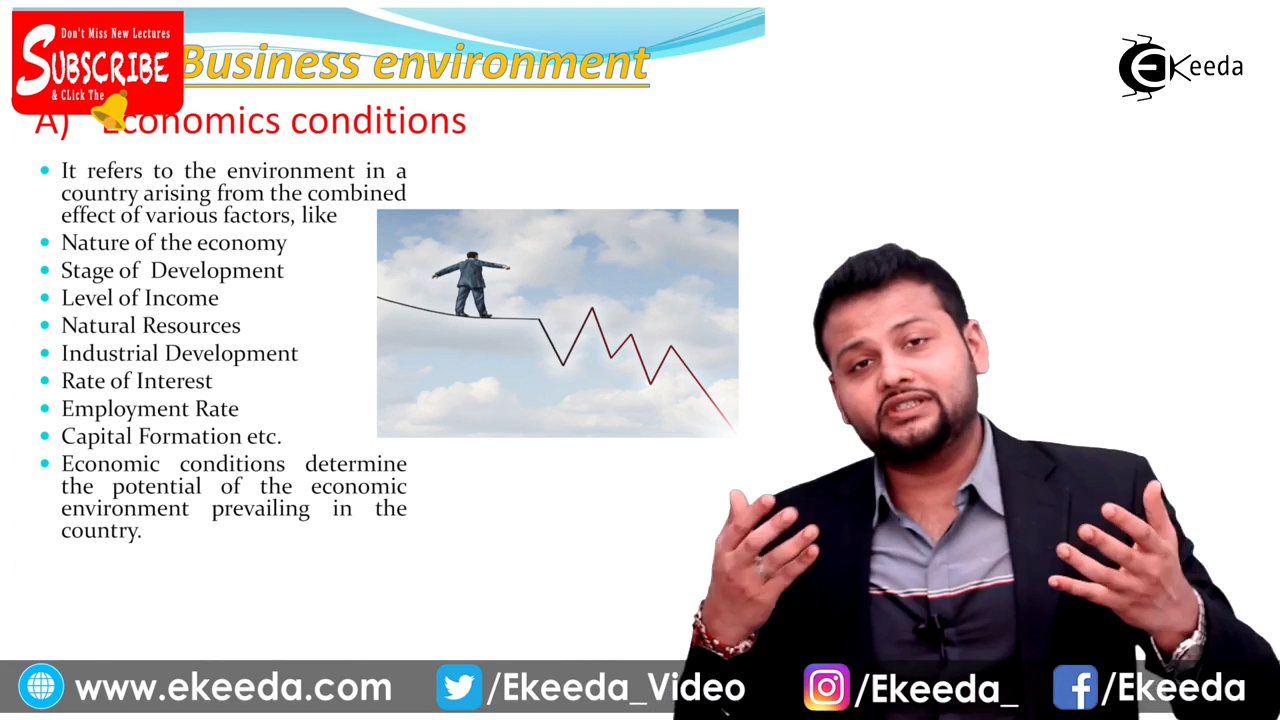 Don't Miss New Lectures
SUBSCRIBE
& CLick The
Business environment
EKeeda
A) Economics conditions
It refers to the environment in a
country arising from the combined
effect of various factors, like
Nature of the economy
Stage of Development
Level of Income
Natural Resources
Industrial Development
Rate of Interest
Employment Rate
Capital Formation etc.
Economic conditions determine
the potential of the economic
environment prevailing in the
country.
www.ekeeda.com
/Ekeeda_Video
/Ekeeda_
/Ekeeda